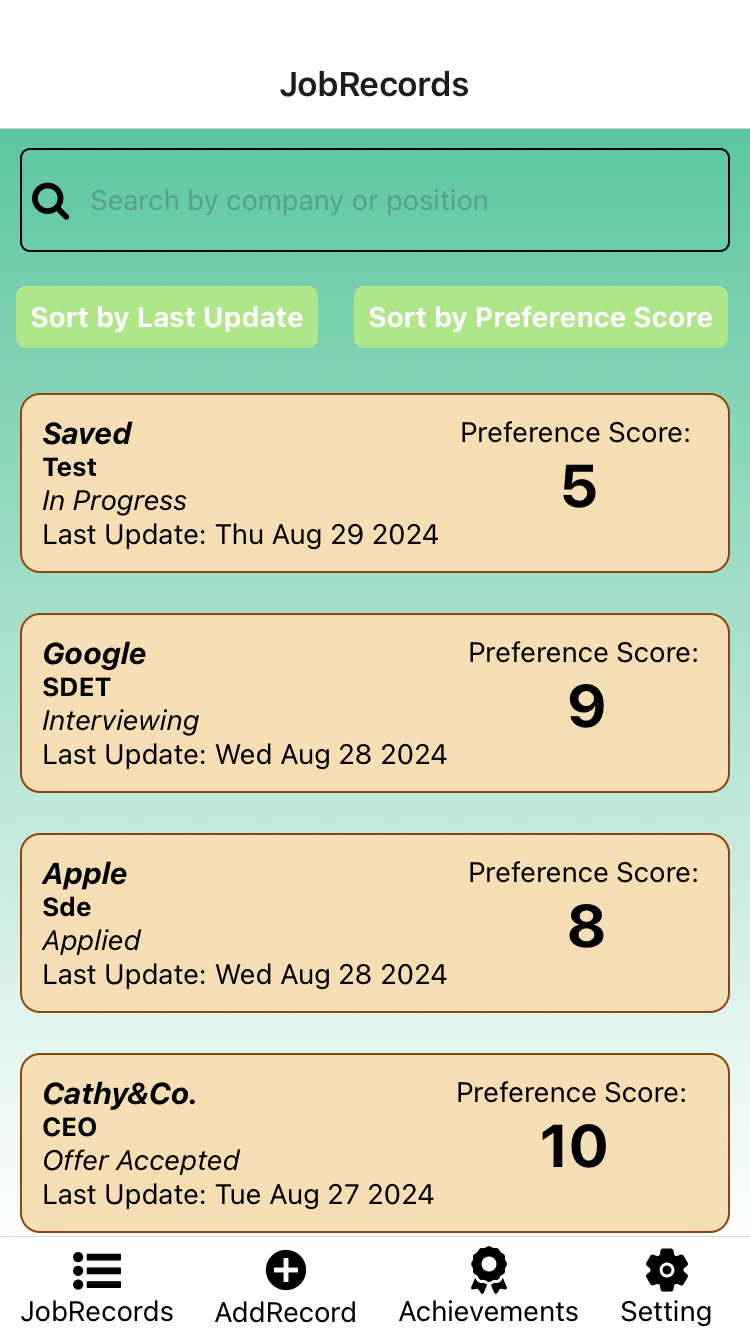 JobRecords
Search by company or position
Sort by Last Update Sort by Preference Score
Saved
Test
In Progress
Last Update: Thu Aug 29 2024
Preference Score:
5
Google
SDET
Interviewing
Last Update: Wed Aug 28 2024
Preference Score:
9
Apple
Sde
Applied
Last Update: Wed Aug 28 2024
Preference Score:
8
Cathy&Co.
CEO
Offer Accepted
Last Update: Tue Aug 27 2024
Preference Score:
10
JobRecords AddRecord Achievements Setting